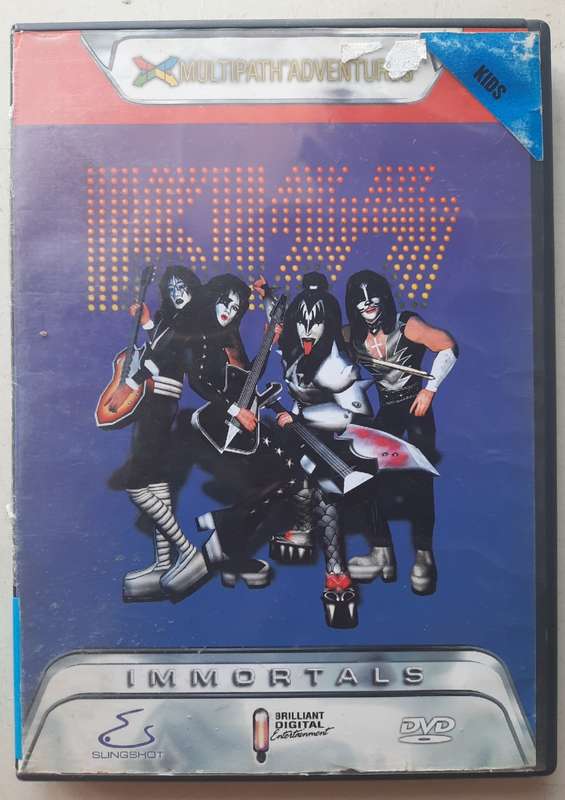 MULTIPATH ADVENTURES
KIDS
KISS
IMMORTALS
SLINGSHOT
BRILLIANT
DIGITAL
Entertainment
DVD